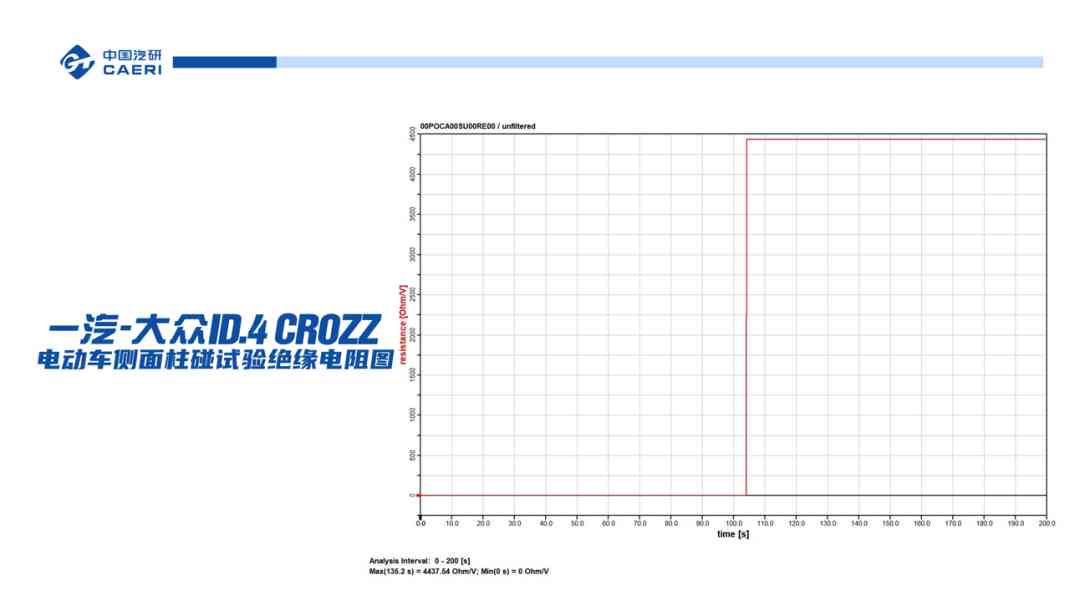 中国汽研
CAERI
00POCA00SU00RE00 / unfiltered
4500
4000
3500
3000
2500
2000
1500
1000
500
0
resistance [Ohm/V]
一汽-大众ID.4 CROZZ
电动车侧面柱碰试验绝缘电阻图
0.0 10.0 20.0 30.0 40.0 50.0 60.0 70.0 80.0 90.0 100.0 110.0 120.0 130.0 140.0 150.0 160.0 170.0 180.0 190.0 200.0
time [s]
Analysis Interval: 0 - 200 [s]
Max(135.2 s) = 4437.54 Ohm/V; Min(0 s) = 0 Ohm/V